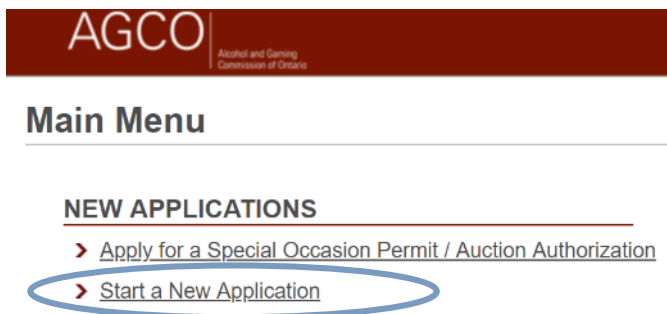 AGCO
Alcohol and Gaming
Commission of Ontario
Main Menu
NEW APPLICATIONS
Apply for a Special Occasion Permit / Auction Authorization
Start a New Application